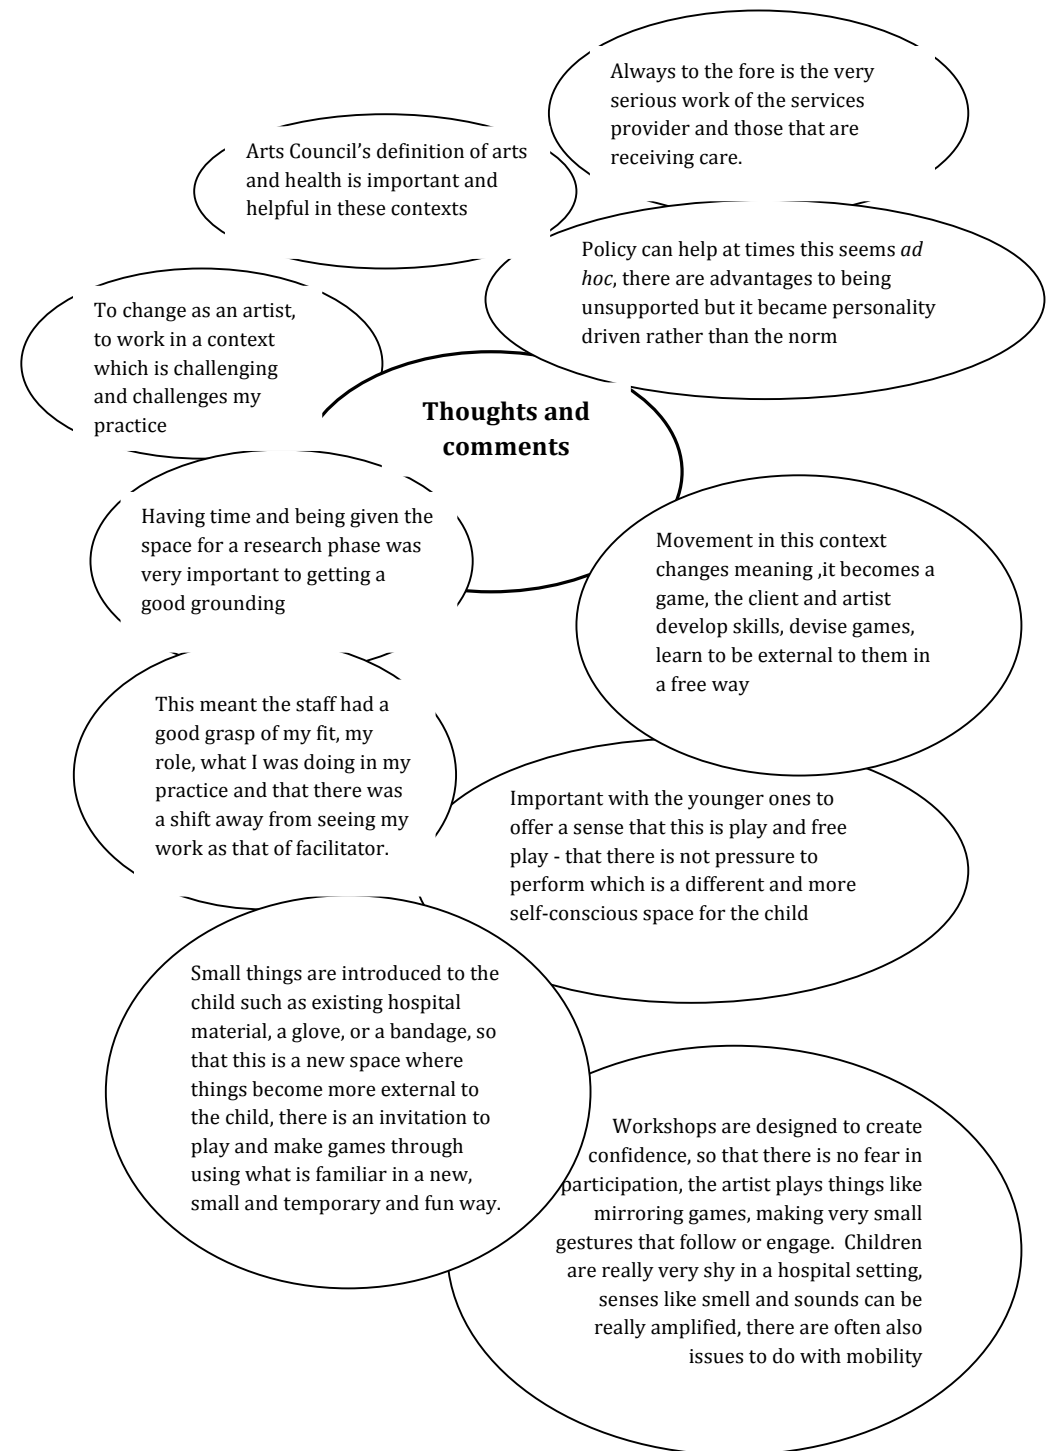 Always to the fore is the very
serious work of the services
provider and those that are
receiving care.
Arts Council’s definition of arts
and health is important and
helpful in these contexts
Policy can help at times this seems ad
hoc, there are advantages to being
unsupported but it became personality
driven rather than the norm
To change as an artist,
to work in a context
which is challenging
and challenges my
practice
Thoughts and
comments
Having time and being given the
space for a research phase was
very important to getting a
good grounding
Movement in this context
changes meaning ,it becomes a
game, the client and artist
develop skills, devise games,
learn to be external to them in
a free way
This meant the staff had a
good grasp of my fit, my
role, what I was doing in my
practice and that there was
a shift away from seeing my
work as that of facilitator.
Important with the younger ones to
offer a sense that this is play and free
play - that there is not pressure to
perform which is a different and more
self-conscious space for the child
Small things are introduced to the
child such as existing hospital
material, a glove, or a bandage, so
that this is a new space where
things become more external to
the child, there is an invitation to
play and make games through
using what is familiar in a new,
small and temporary and fun way.
Workshops are designed to create
confidence, so that there is no fear in
participation, the artist plays things like
mirroring games, making very small
gestures that follow or engage.  Children
are really very shy in a hospital setting,
senses like smell and sounds can be
really amplified, there are often also
issues to do with mobility